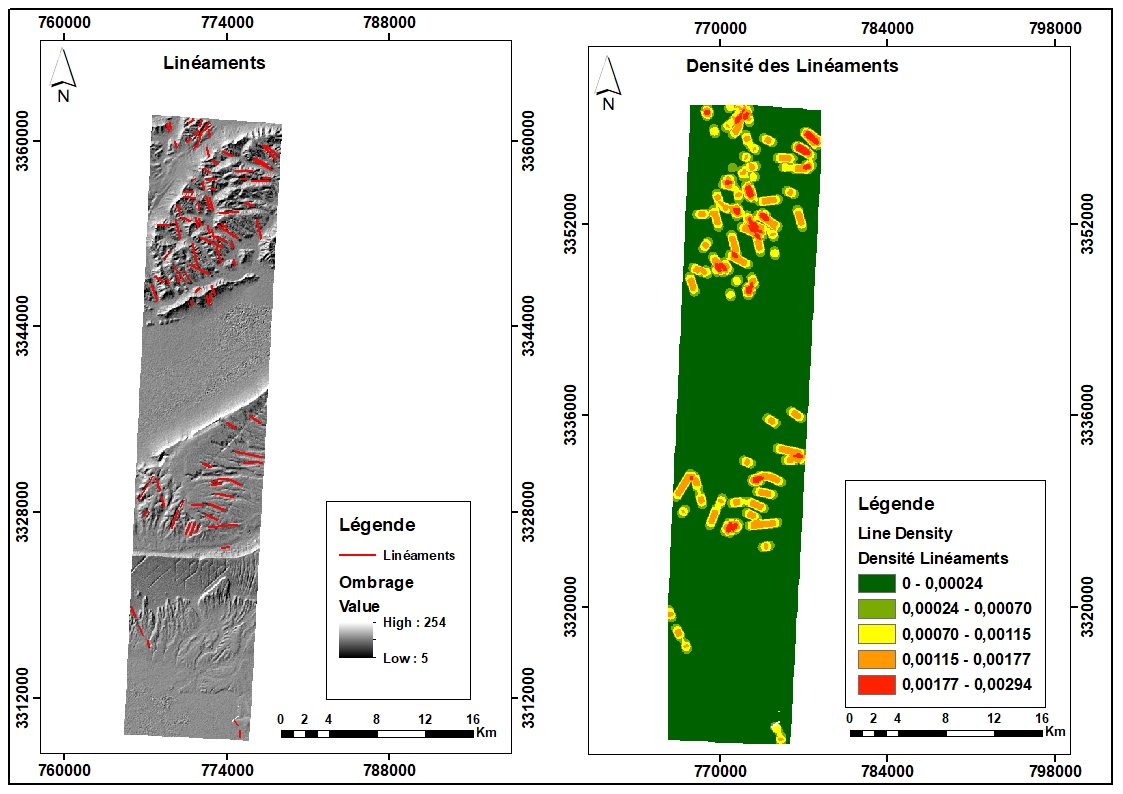 760000 774000 788000
Linéaments
N
3360000 3360000
3344000 3344000
3328000 3328000
3312000 3312000
Légende
Linéaments
Ombrage
Value
High : 254
Low : 5
0 2 4 8 12 16
Km
760000 774000 788000
770000 784000 798000
Densité des Linéaments
N
3352000 3352000
3336000 3336000
3320000 3320000
Légende
Line Density
Densité Linéaments
0 - 0,00024
0,00024 - 0,00070
0,00070 - 0,00115
0,00115 - 0,00177
0,00177 - 0,00294
0 2 4 8 12 16
Km
770000 784000 798000